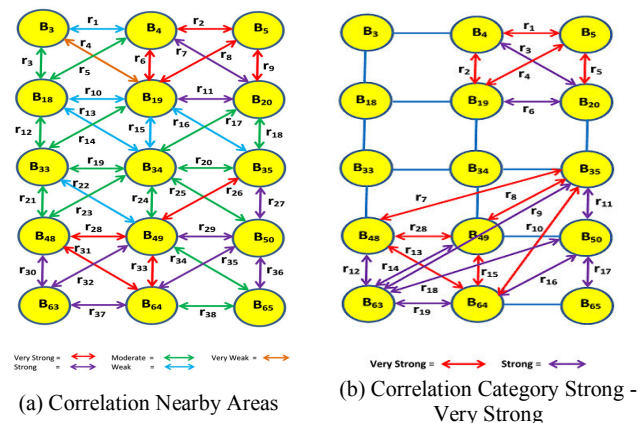 B3 r1 B4 r2 B5
r3 r4 r5 r6 r7 r8 r9
B18 r10 B19 r11 B20
r12 r13 r14 r15 r16 r17 r18
B33 r19 B34 r20 B35
r21 r22 r23 r24 r25 r26 r27
B48 r28 B49 r29 B50
r30 r31 r32 r33 r34 r35 r36
B63 r37 B64 r38 B65
Very Strong = Moderate = Very Weak =
Strong = Weak =
(a) Correlation Nearby Areas
B3 B4 r1 B5
r2 r3 r4 r5
B18 B19 r6 B20
B33 B34 B35
r7 r8 r9 r10 r11
B48 r28 B49 B50
r12 r13 r14 r15 r16 r17
r18
B63 r19 B64 B65
Very Strong = Strong =
(b) Correlation Category Strong -
Very Strong